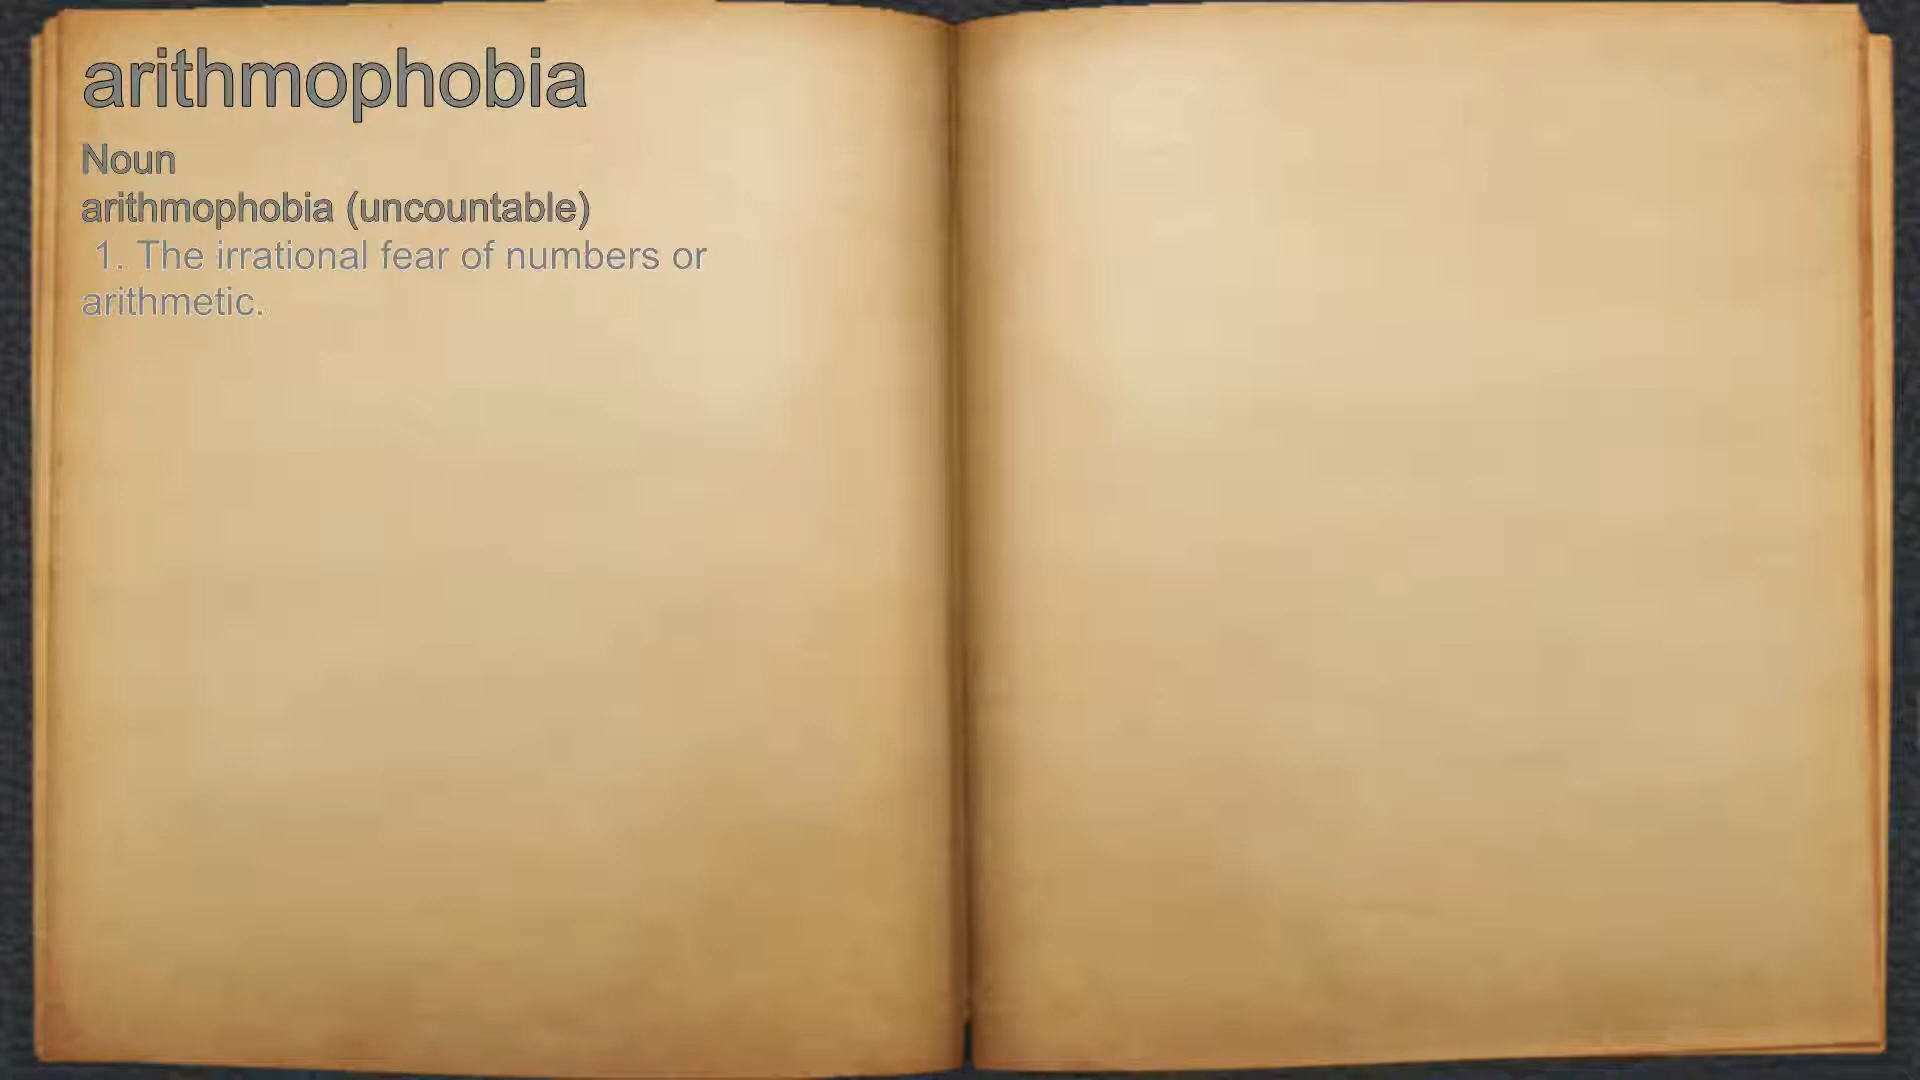 arithmophobia
Noun
arithmophobia (uncountable)
1. The irrational fear of numbers or
arithmetic.